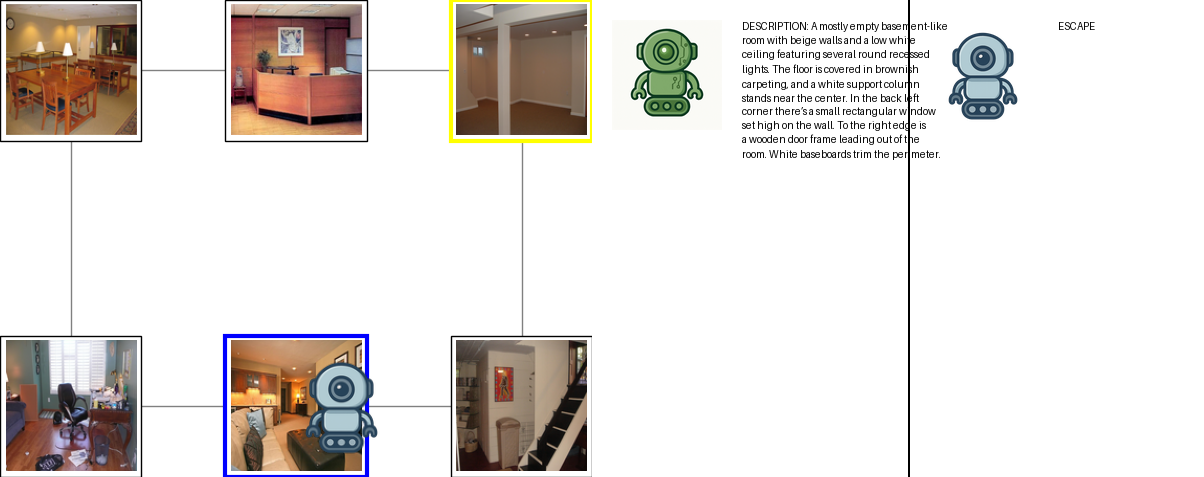 DESCRIPTION: A mostly empty basement-like
room with beige walls and a low white
ceiling featuring several round recessed
lights. The floor is covered in brownish
carpeting, and a white support column
stands near the center. In the back left
corner there's a small rectangular window
set high on the wall. To the right edge is
a wooden door frame leading out of the
room. White baseboards trim the perimeter.
ESCAPE